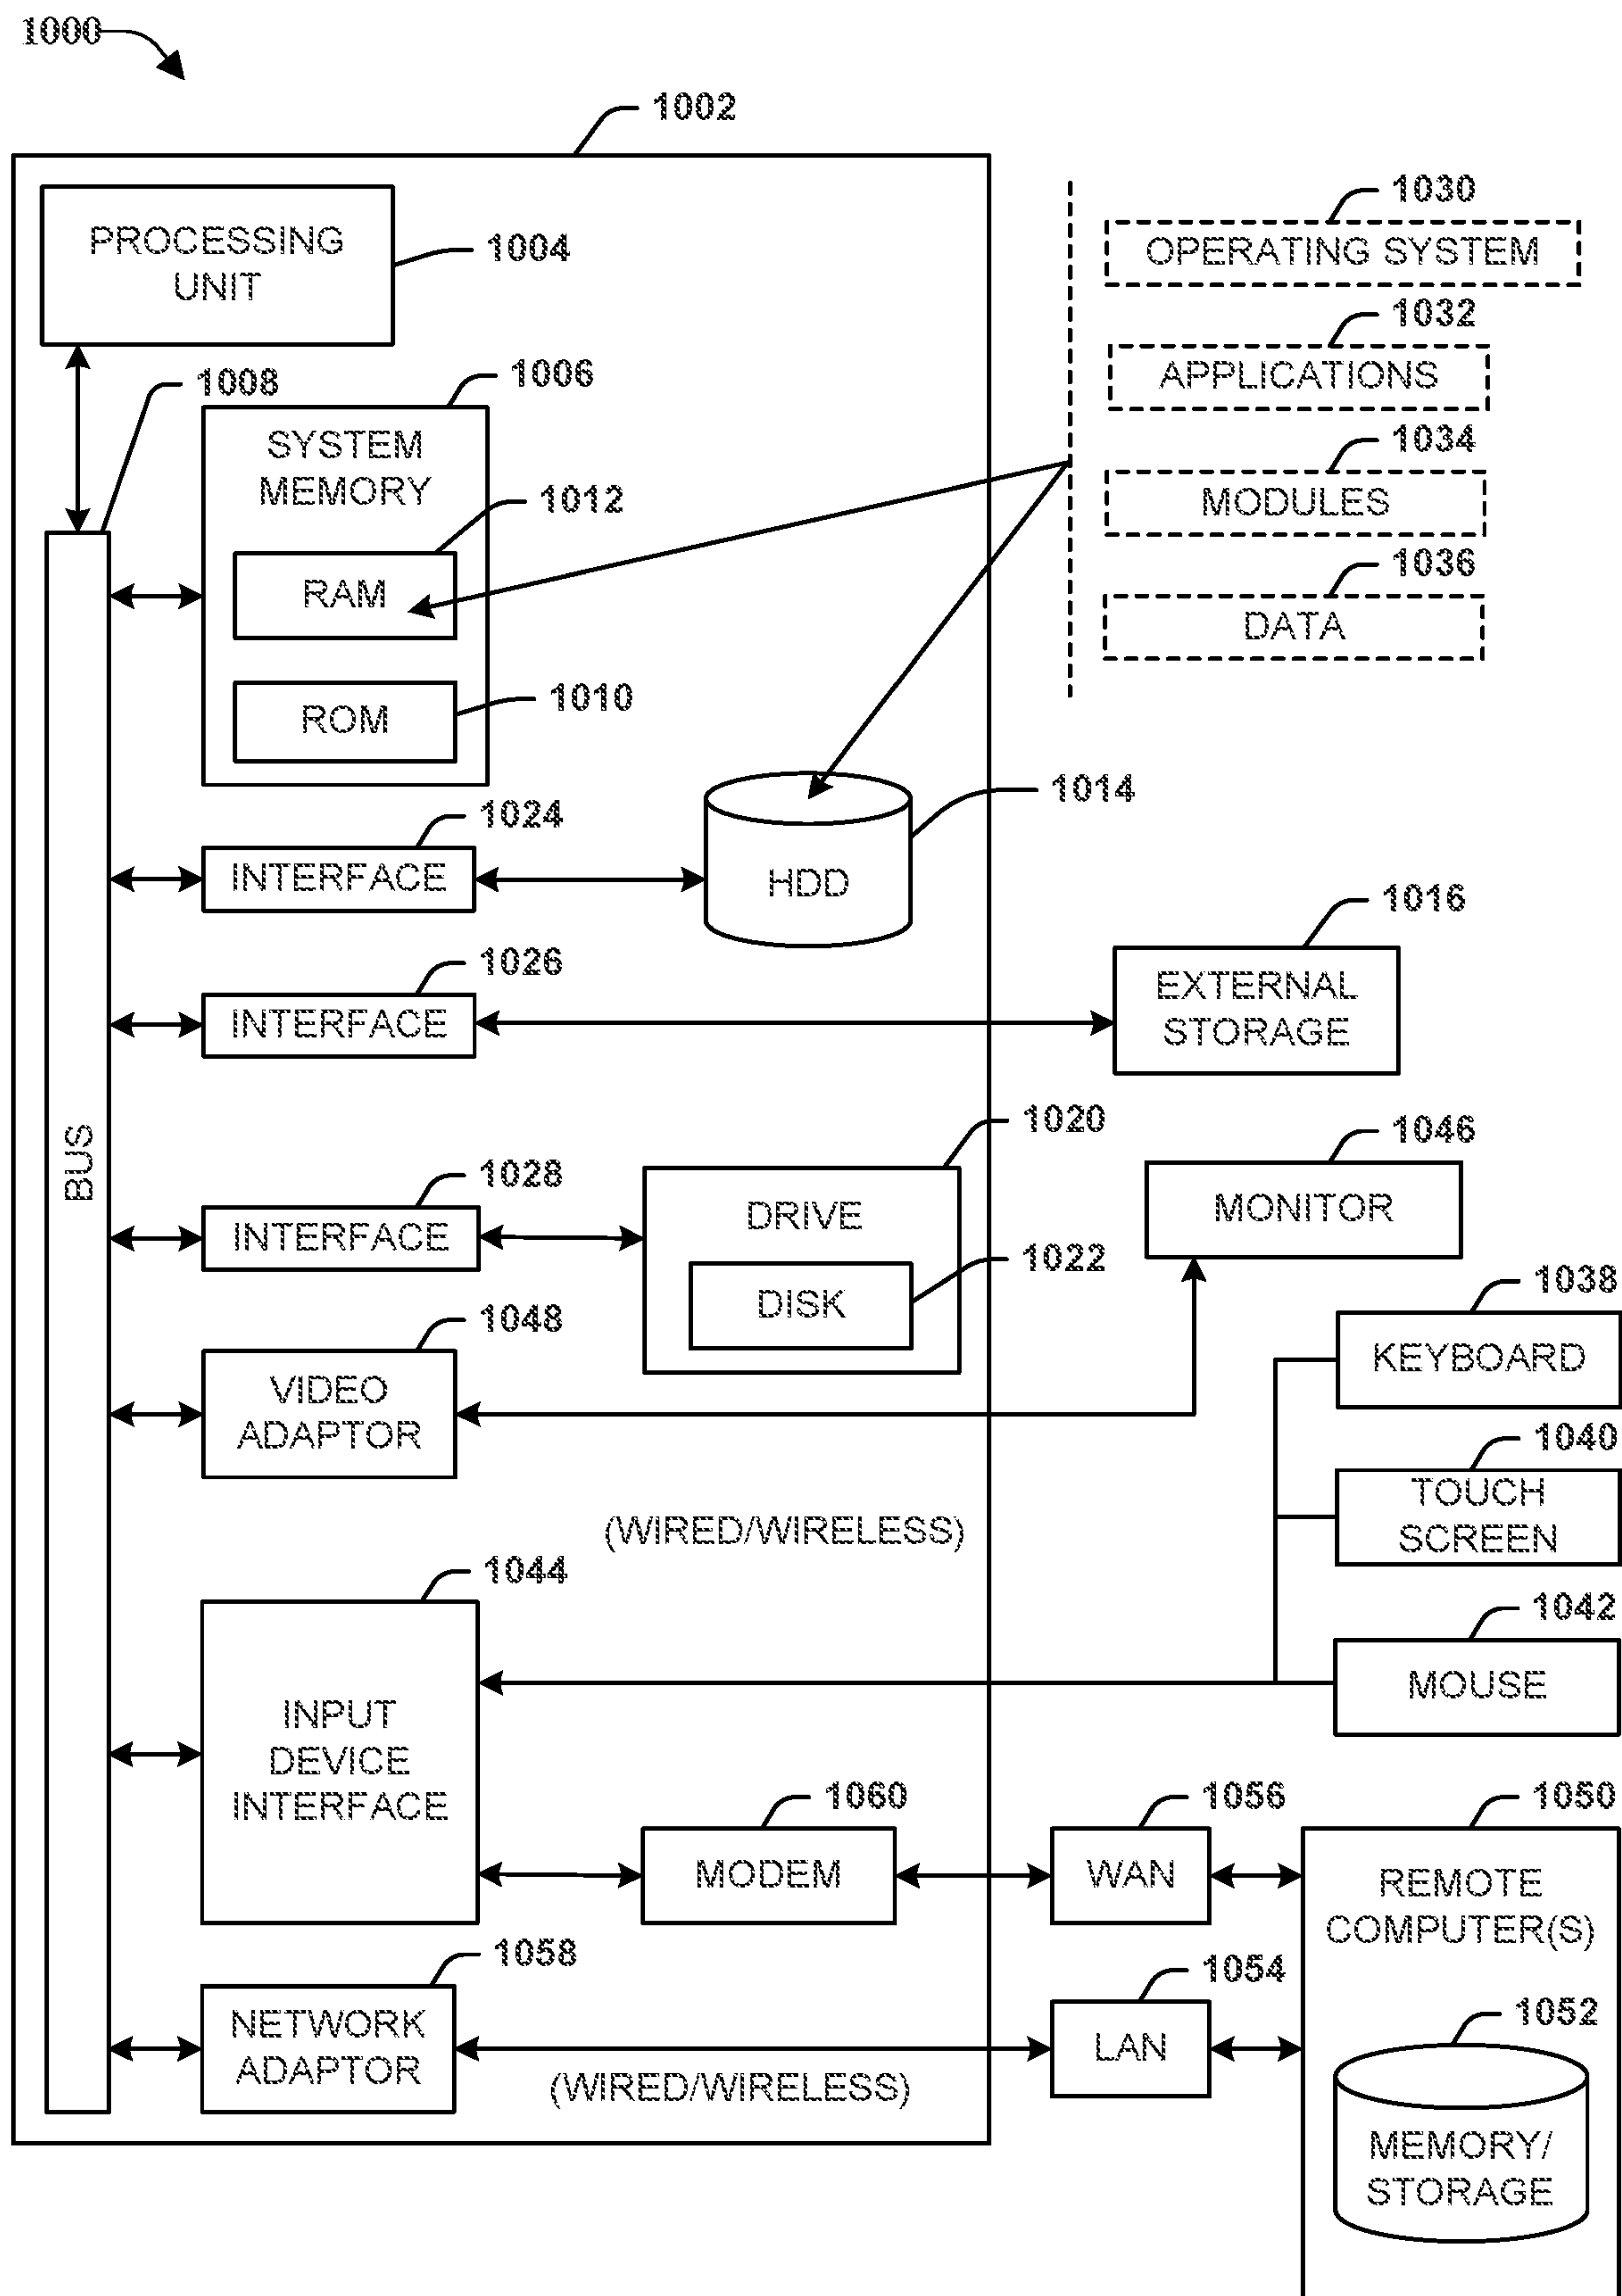 1000
1002
PROCESSING
UNIT
1004
1030
OPERATING SYSTEM
1032
APPLICATIONS
1034
MODULES
1036
DATA
1008
1006
SYSTEM
MEMORY
1012
RAM
1010
ROM
1014
HDD
1024
INTERFACE
1016
EXTERNAL
STORAGE
1026
INTERFACE
BUS
1020
DRIVE
1022
DISK
1028
INTERFACE
1046
MONITOR
1048
VIDEO
ADAPTOR
1038
KEYBOARD
1040
TOUCH
SCREEN
1042
MOUSE
(WIRED/WIRELESS)
1044
INPUT
DEVICE
INTERFACE
1060
MODEM
1056
WAN
1050
REMOTE
COMPUTER(S)
1058
NETWORK
ADAPTOR
(WIRED/WIRELESS)
1054
LAN
1052
MEMORY/
STORAGE